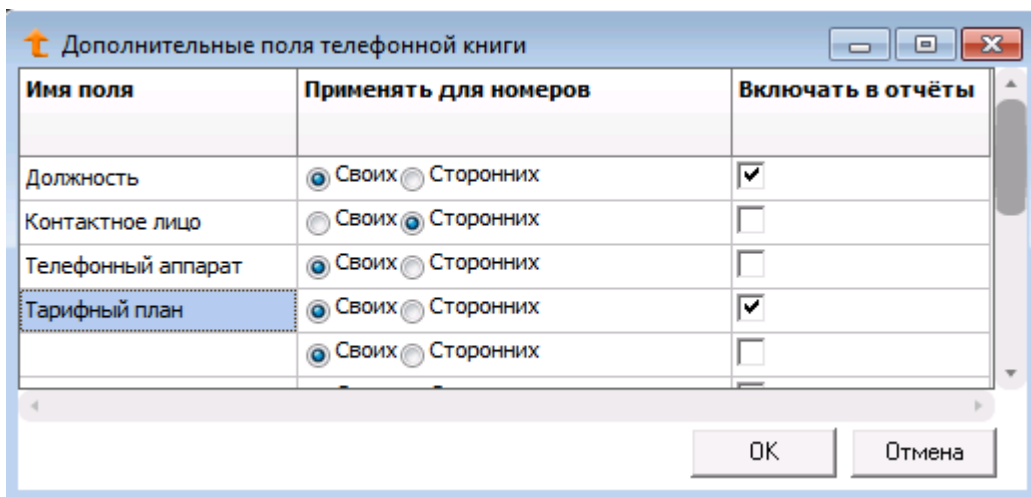 Дополнительные поля телефонной книги
Имя поля Применять для номеров Включать в отчёты
Должность Своих Сторонних
Контактное лицо Своих Сторонних
Телефонный аппарат Своих Сторонних
Тарифный план Своих Сторонних
Своих Сторонних
OK Отмена